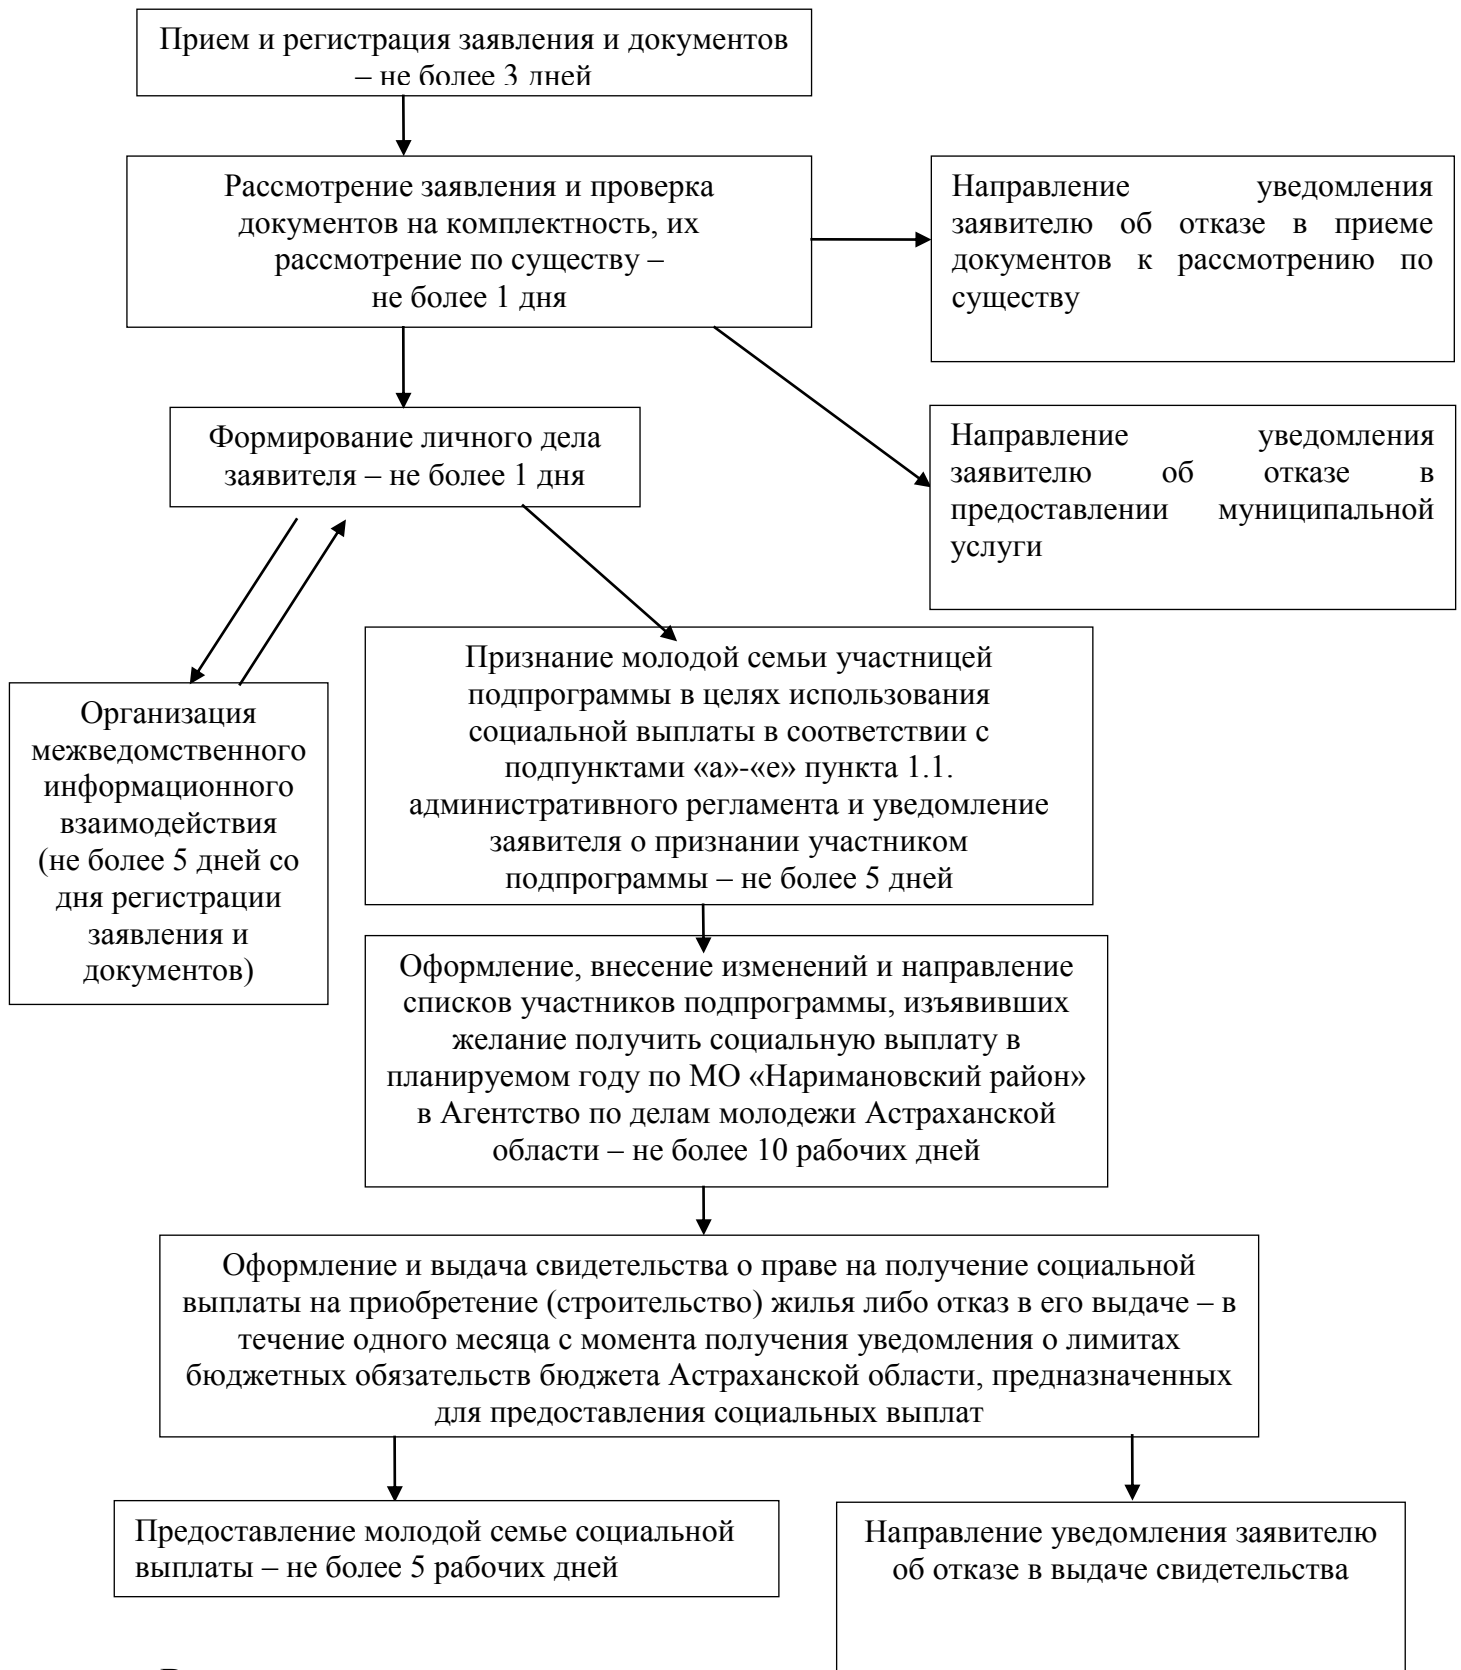 Прием и регистрация заявления и документов
– не более 3 дней
Рассмотрение заявления и проверка
документов на комплектность, их
рассмотрение по существу –
не более 1 дня
Направление уведомления
заявителю об отказе в приеме
документов к рассмотрению по
существу
Формирование личного дела
заявителя – не более 1 дня
Направление уведомления
заявителю об отказе в
предоставлении муниципальной
услуги
Признание молодой семьи участницей
подпрограммы в целях использования
социальной выплаты в соответствии с
подпунктами «а»-«е» пункта 1.1.
административного регламента и уведомление
заявителя о признании участником
подпрограммы – не более 5 дней
Организация
межведомственного
информационного
взаимодействия
(не более 5 дней со
дня регистрации
заявления и
документов)
Оформление, внесение изменений и направление
списков участников подпрограммы, изъявивших
желание получить социальную выплату в
планируемом году по МО «Наримановский район»
в Агентство по делам молодежи Астраханской
области – не более 10 рабочих дней
Оформление и выдача свидетельства о праве на получение социальной
выплаты на приобретение (строительство) жилья либо отказ в его выдаче – в
течение одного месяца с момента получения уведомления о лимитах
бюджетных обязательств бюджета Астраханской области, предназначенных
для предоставления социальных выплат
Предоставление молодой семье социальной
выплаты – не более 5 рабочих дней
Направление уведомления заявителю
об отказе в выдаче свидетельства